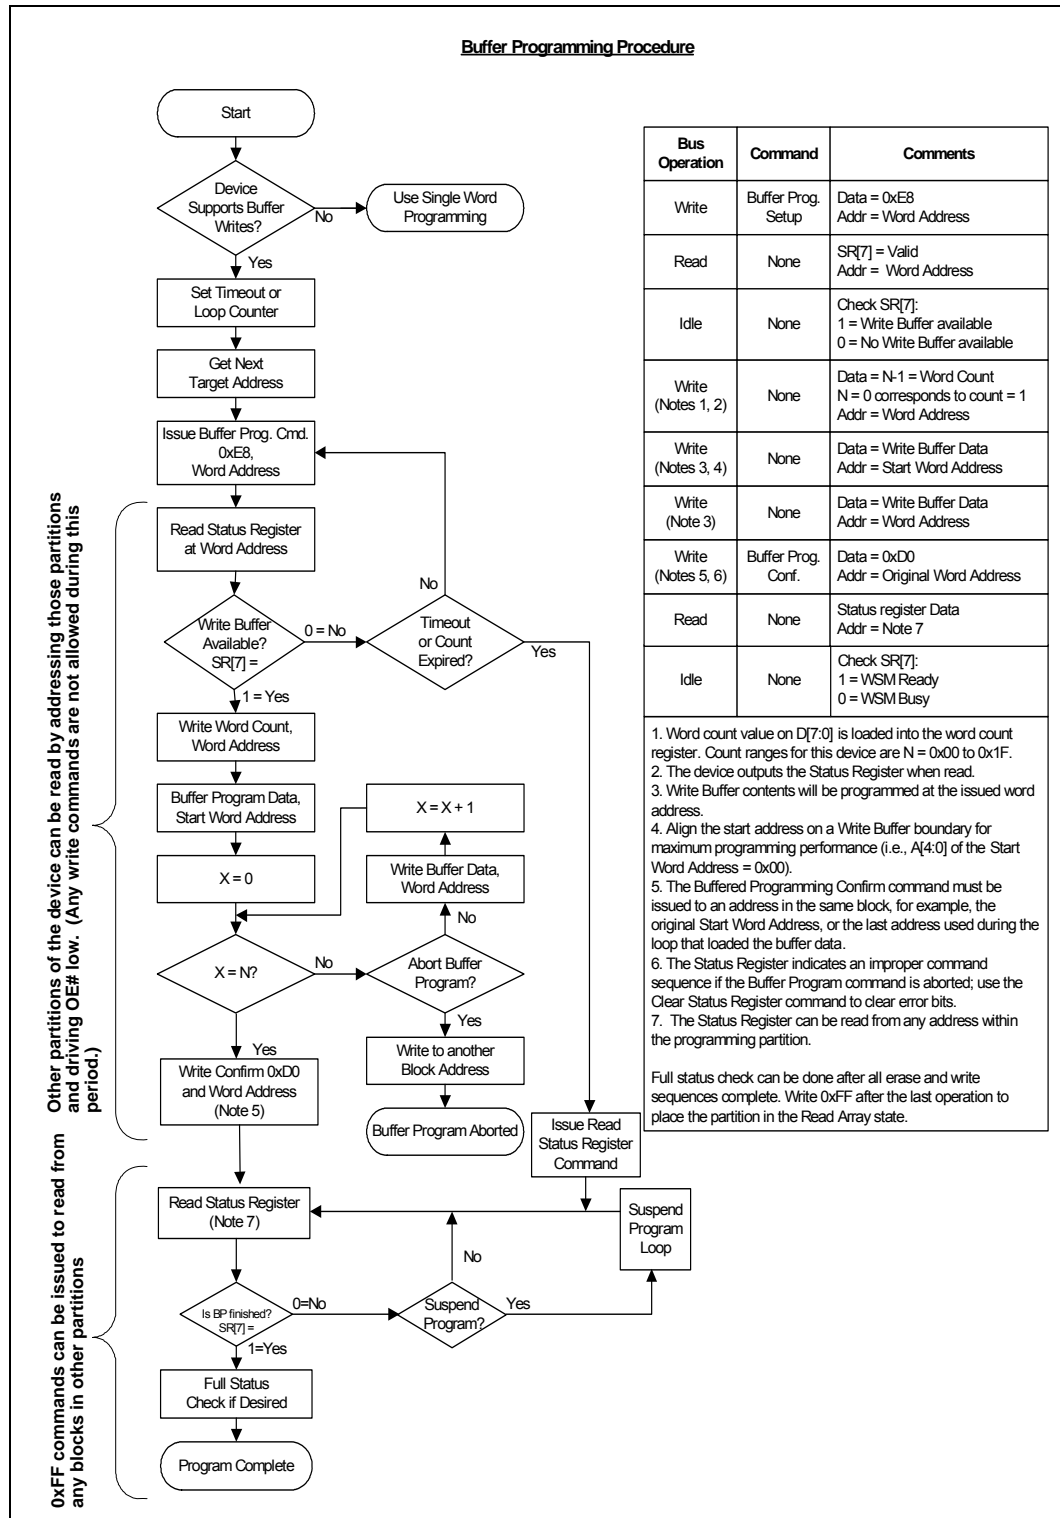 Buffer Programming Procedure
Start
Device
Supports Buffer
Writes?
No
Use Single Word
Programming
Yes
Set Timeout or
Loop Counter
Get Next
Target Address
Issue Buffer Prog. Cmd.
0xE8,
Word Address
Read Status Register
at Word Address
No
Write Buffer
Available?
SR[7] =
0 = No
Timeout
or Count
Expired?
Yes
1 = Yes
Write Word Count,
Word Address
Buffer Program Data,
Start Word Address
X = X + 1
X = 0
Write Buffer Data,
Word Address
No
X = N?
No
Abort Buffer
Program?
Yes
Yes
Write Confirm 0xD0
and Word Address
(Note 5)
Write to another
Block Address
Buffer Program Aborted
Issue Read
Status Register
Command
Read Status Register
(Note 7)
Suspend
Program
Loop
No
Is BP finished?
SR[7] =
0=No
Suspend
Program?
Yes
1=Yes
Full Status
Check if Desired
Program Complete
Other partitions of the device can be read by addressing those partitions
and driving OE# low. (Any write commands are not allowed during this
period.)
0xFF commands can be issued to read from
any blocks in other partitions
Bus
Operation
Command
Comments
Write
Buffer Prog.
Setup
Data = 0xE8
Addr = Word Address
Read
None
SR[7] = Valid
Addr = Word Address
Idle
None
Check SR[7]:
1 = Write Buffer available
0 = No Write Buffer available
Write
(Notes 1, 2)
None
Data = N-1 = Word Count
N = 0 corresponds to count = 1
Addr = Word Address
Write
(Notes 3, 4)
None
Data = Write Buffer Data
Addr = Start Word Address
Write
(Note 3)
None
Data = Write Buffer Data
Addr = Word Address
Write
(Notes 5, 6)
Buffer Prog.
Conf.
Data = 0xD0
Addr = Original Word Address
Read
None
Status register Data
Addr = Note 7
Idle
None
Check SR[7]:
1 = WSM Ready
0 = WSM Busy
1. Word count value on D[7:0] is loaded into the word count
register. Count ranges for this device are N = 0x00 to 0x1F.
2. The device outputs the Status Register when read.
3. Write Buffer contents will be programmed at the issued word
address.
4. Align the start address on a Write Buffer boundary for
maximum programming performance (i.e., A[4:0] of the Start
Word Address = 0x00).
5. The Buffered Programming Confirm command must be
issued to an address in the same block, for example, the
original Start Word Address, or the last address used during the
loop that loaded the buffer data.
6. The Status Register indicates an improper command
sequence if the Buffer Program command is aborted; use the
Clear Status Register command to clear error bits.
7. The Status Register can be read from any address within
the programming partition.
Full status check can be done after all erase and write
sequences complete. Write 0xFF after the last operation to
place the partition in the Read Array state.